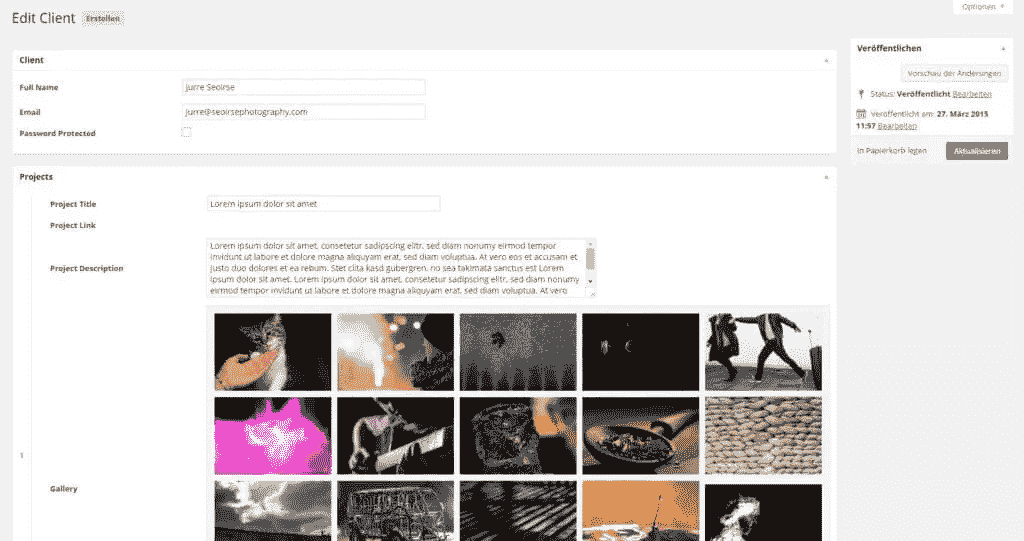 Edit Client Erstellen
Optionen
Client
Full Name Jurre Seoirse
Email jurre@seoirsephotography.com
Password Protected
Veröffentlichen
Vorschau der Änderungen
Status: Veröffentlicht Bearbeiten
Veröffentlicht am: 27. März 2015
11:57 Bearbeiten
In Papierkorb legen Aktualisieren
Projects
Project Title Lorem ipsum dolor sit amet
Project Link
Project Description
Lorem ipsum dolor sit amet, consetetur sadipscing elitr, sed diam nonumy eirmod tempor
invidunt ut labore et dolore magna aliquyam erat, sed diam voluptua. At vero eos et accusam et
justo duo dolores et ea rebum. Stet clita kasd gubergren, no sea takimata sanctus est Lorem
ipsum dolor sit amet. Lorem ipsum dolor sit amet, consetetur sadipscing elitr, sed diam nonumy
eirmod tempor invidunt ut labore et dolore magna aliquyam erat, sed diam voluptua. At vero
1
Gallery